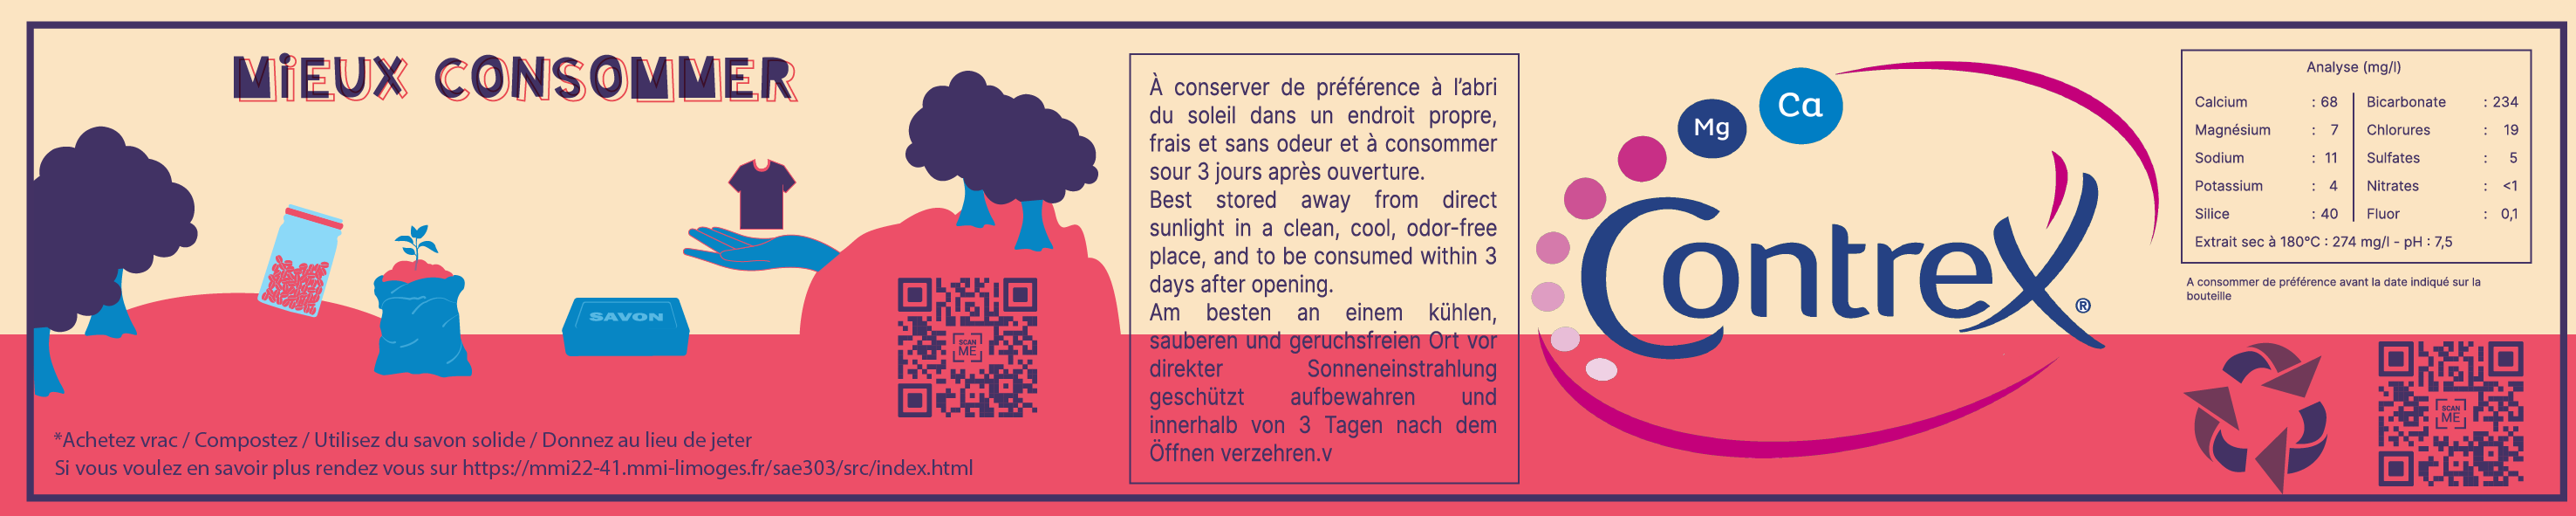 MiEUX CONSOMMER
SAVON
SCAN
ME
*Achetez vrac / Compostez / Utilisez du savon solide / Donnez au lieu de jeter
Si vous voulez en savoir plus rendez vous sur https://mmi22-41.mmi-limoges.fr/sae303/src/index.html
À conserver de préférence à l’abri
du soleil dans un endroit propre,
frais et sans odeur et à consommer
sour 3 jours après ouverture.
Best stored away from direct
sunlight in a clean, cool, odor-free
place, and to be consumed within 3
days after opening.
Am besten an einem kühlen,
sauberen und geruchsfreien Ort vor
direkter Sonneneinstrahlung
geschützt aufbewahren und
innerhalb von 3 Tagen nach dem
Öffnen verzehren.v
Mg
Ca
Contrex®
Analyse (mg/l)
Calcium : 68 Bicarbonate : 234
Magnésium : 7 Chlorures : 19
Sodium : 11 Sulfates : 5
Potassium : 4 Nitrates : <1
Silice : 40 Fluor : 0,1
Extrait sec à 180°C : 274 mg/l - pH : 7,5
A consommer de préférence avant la date indiqué sur la
bouteille
SCAN
ME